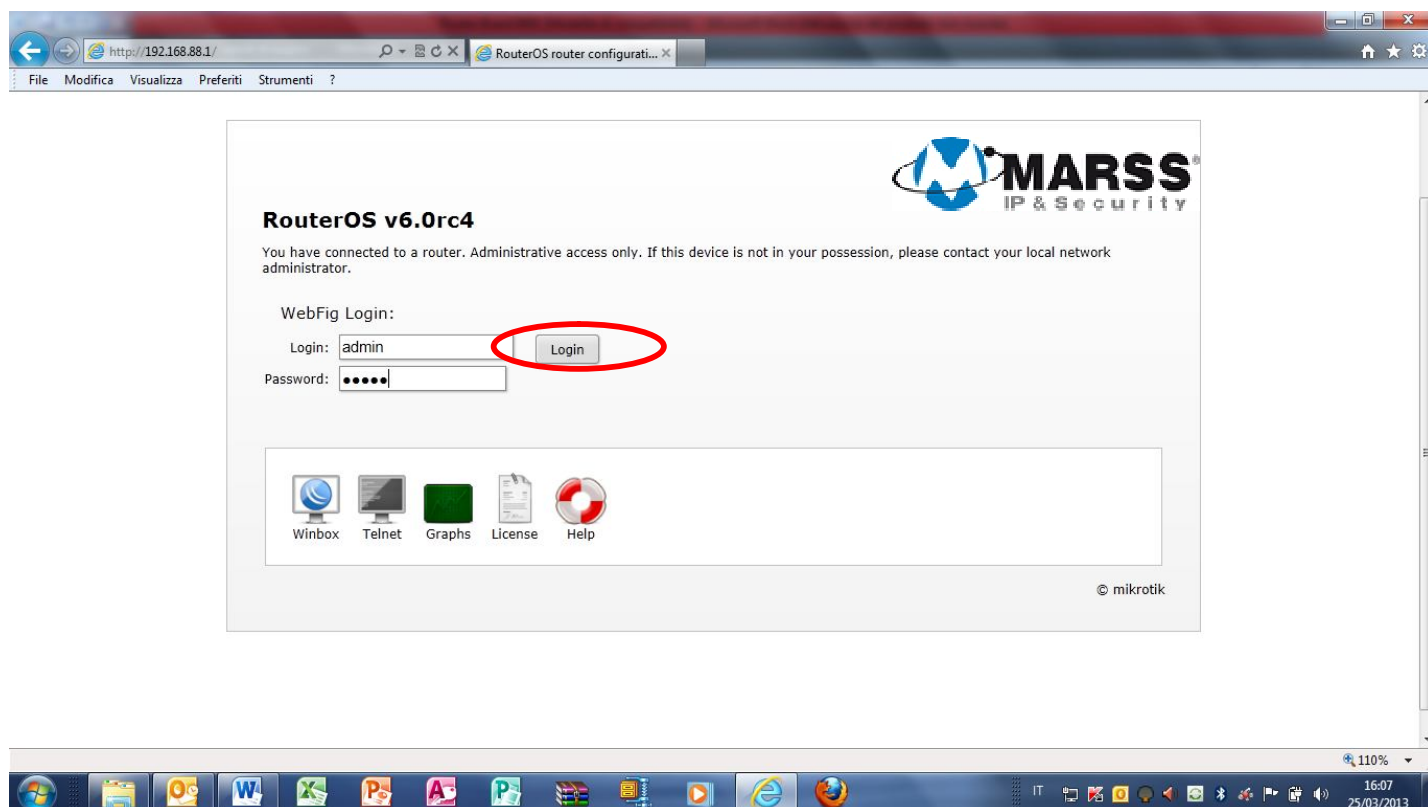 http://192.168.88.1/
RouterOS router configurati...
File Modifica Visualizza Preferiti Strumenti ?
MARSS®
IP & Security
RouterOS v6.0rc4
You have connected to a router. Administrative access only. If this device is not in your possession, please contact your local network
administrator.
WebFig Login:
Login: admin
Login
Password: •••••
Winbox Telnet Graphs License Help
© mikrotik
110%
IT
16:07
25/03/2013